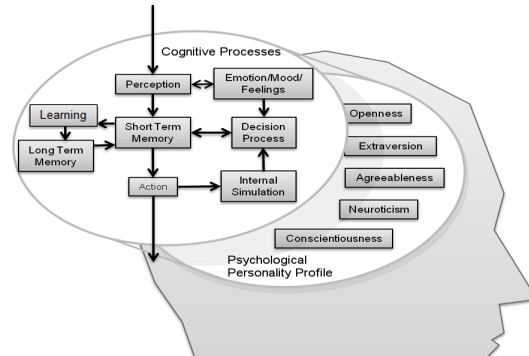 Cognitive Processes
Perception
Emotion/Mood/
Feelings
Learning
Short Term
Memory
Decision
Process
Long Term
Memory
Action
Internal
Simulation
Openness
Extraversion
Agreeableness
Neuroticism
Conscientiousness
Psychological
Personality Profile